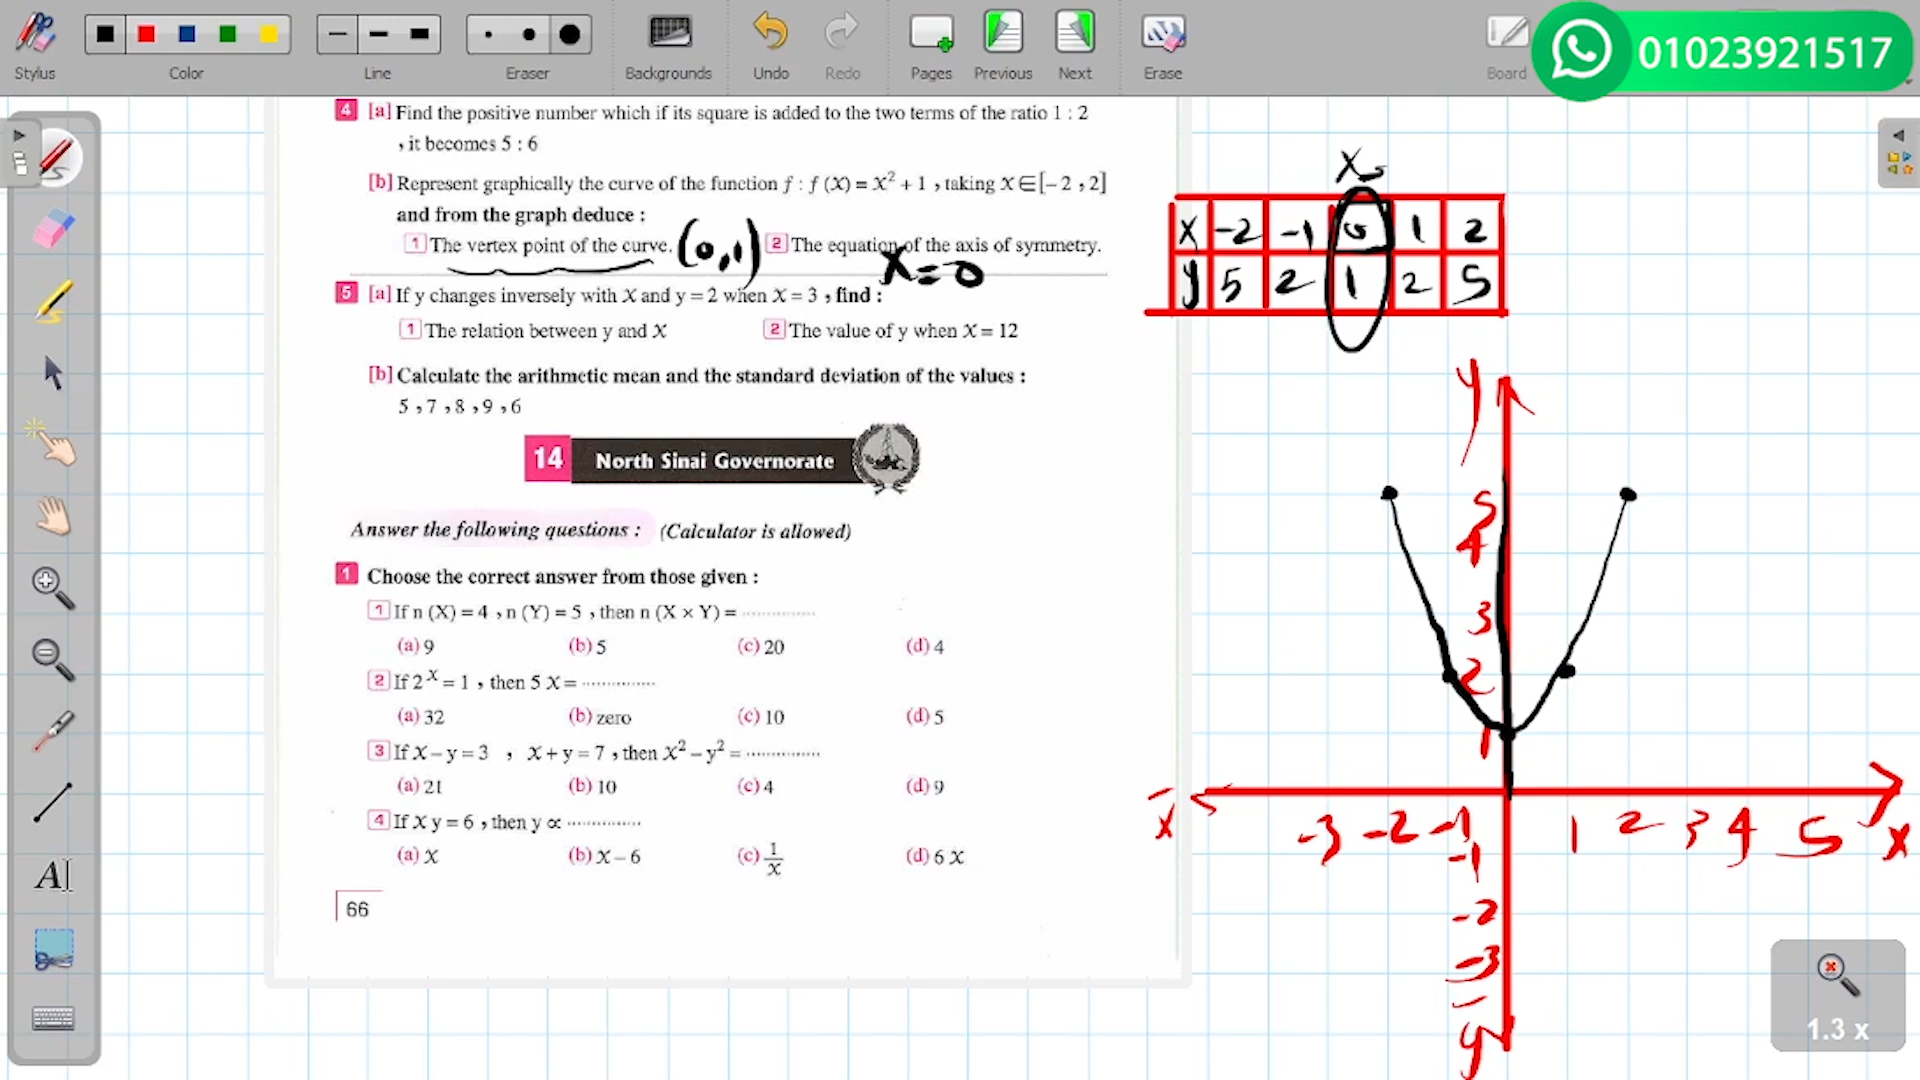 Stylus
Color
Line
Eraser
Backgrounds
Undo
Redo
Pages
Previous
Next
Erase
Board
01023921517
4 [a] Find the positive number which if its square is added to the two terms of the ratio 1 : 2
, it becomes 5 : 6
[b] Represent graphically the curve of the function f : f (X) = X² + 1 , taking X ∈ [– 2 , 2]
and from the graph deduce :
1 The vertex point of the curve. (0,1) 2 The equation of the axis of symmetry.
X = 0
5 [a] If y changes inversely with X and y = 2 when X = 3 , find :
1 The relation between y and X 2 The value of y when X = 12
[b] Calculate the arithmetic mean and the standard deviation of the values :
5 , 7 , 8 , 9 , 6
14 North Sinai Governorate
Answer the following questions : (Calculator is allowed)
1 Choose the correct answer from those given :
1 If n (X) = 4 , n (Y) = 5 , then n (X × Y) = ...............
(a) 9 (b) 5 (c) 20 (d) 4
2 If 2ˣ = 1 , then 5 X = ...............
(a) 32 (b) zero (c) 10 (d) 5
3 If X – y = 3 , X + y = 7 , then X² – y² = ...............
(a) 21 (b) 10 (c) 4 (d) 9
4 If X y = 6 , then y ∝ ...............
(a) X (b) X – 6 (c) 1/X (d) 6 X
66
X -2 -1 0 1 2
y 5 2 1 2 5
y
5
4
3
2
1
-3 -2 -1 1 2 3 4 5 x
-1
-2
-3
y
1.3 x